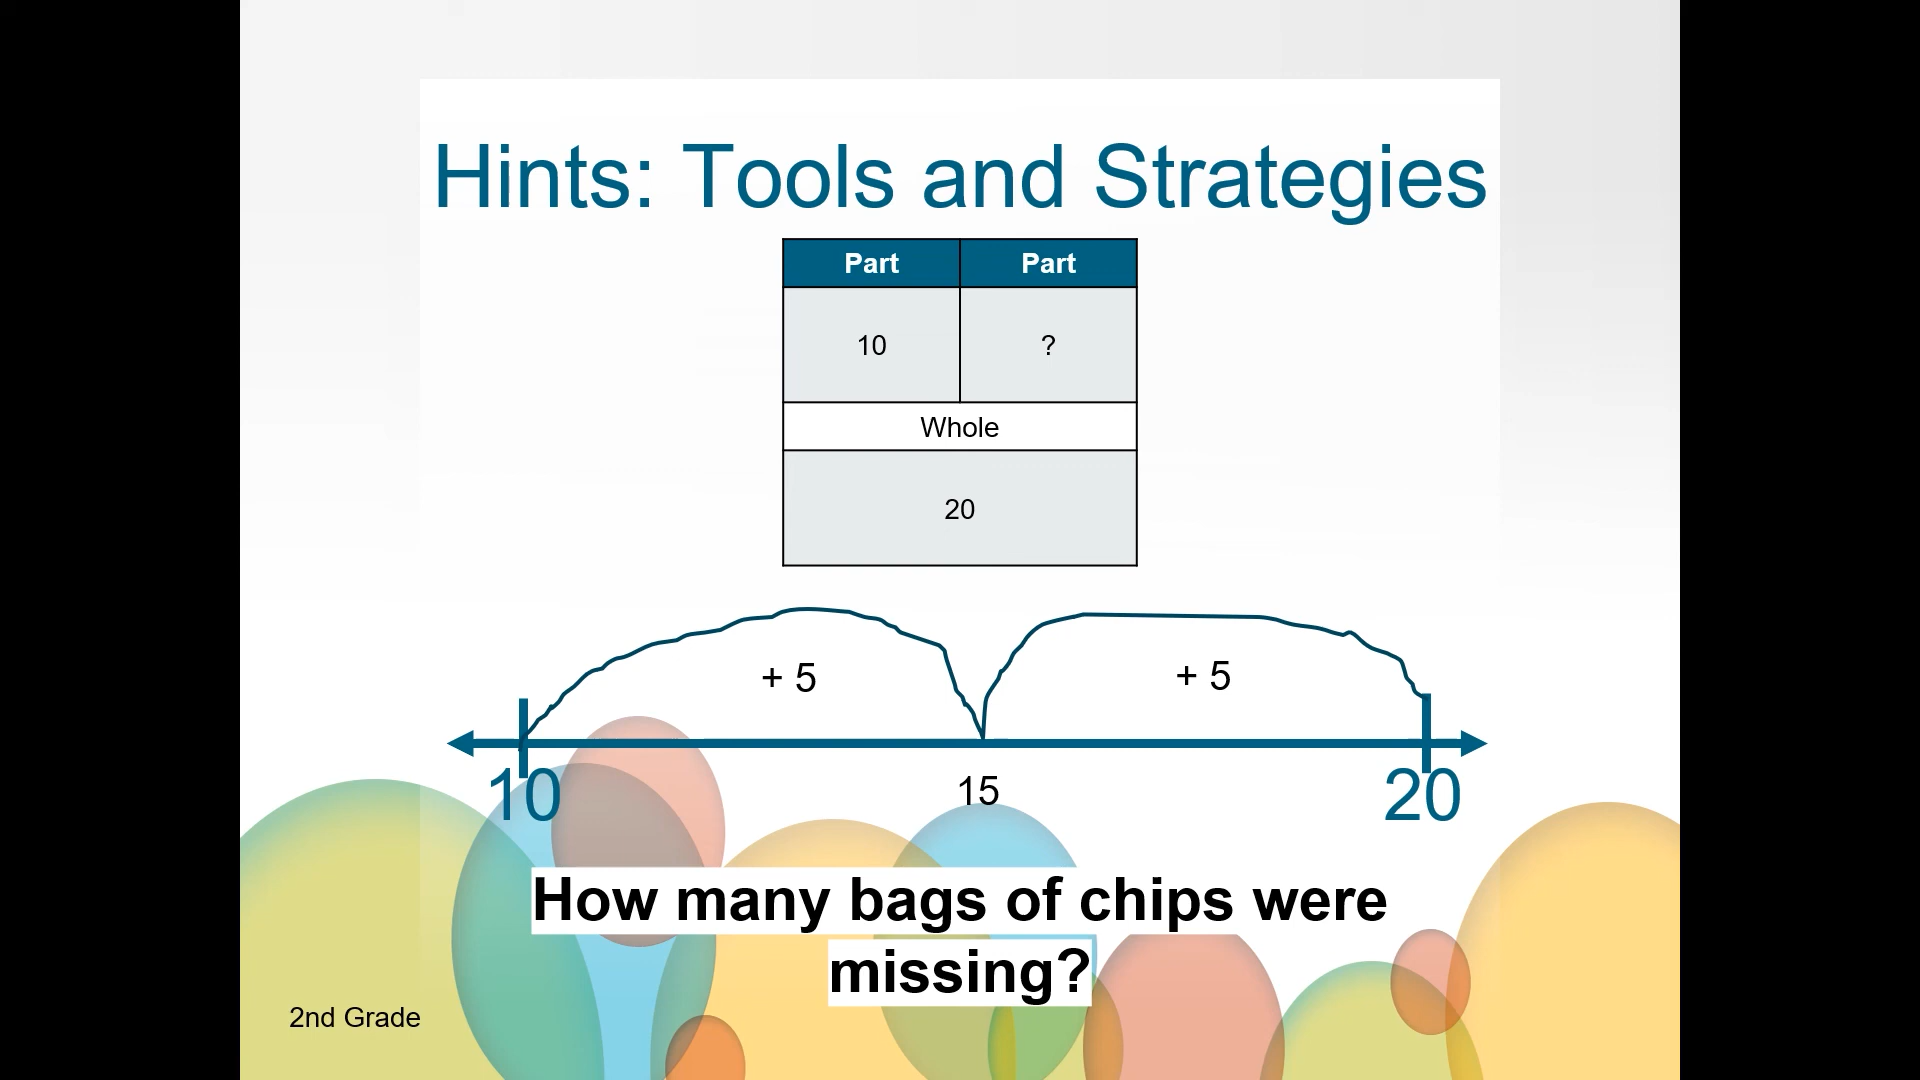 Hints: Tools and Strategies
Part Part
10 ?
Whole
20
+ 5 + 5
10 15 20
How many bags of chips were
missing?
2nd Grade